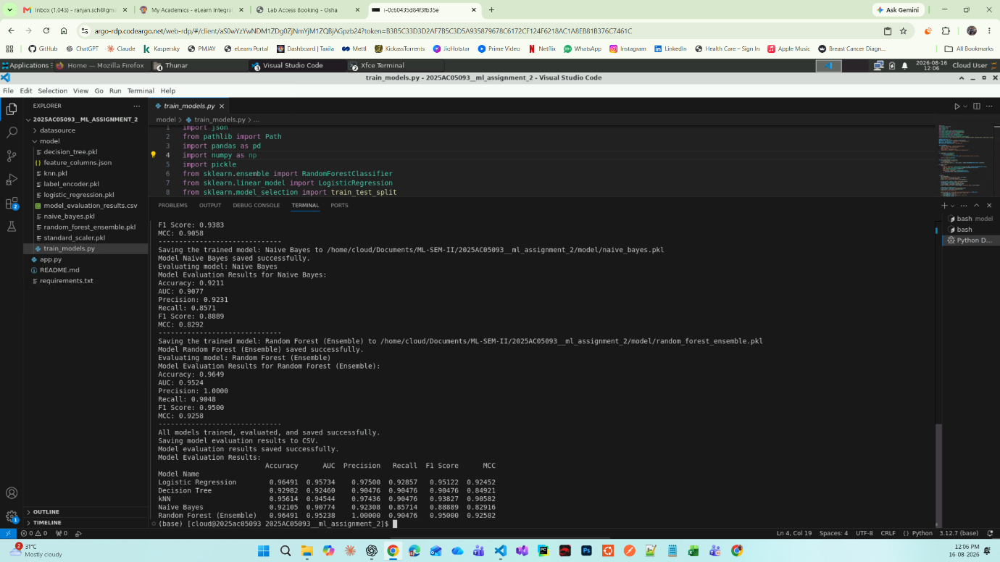 Inbox (1,043) - ranjan.sch@gma
My Academics - eLearn Integrat
Lab Access Booking - Osha
i-0c60435d84f3fb35e
Ask Gemini
argo-rdp.codeargo.net/web-rdp/#/client/aS0wYzYwNDM1ZDg0ZjNmYjM1ZQBjAGpzb24?token=B3B5C33D3D2AF7B5C3D5A935879678C6172CF124F6218AC1A8EB81B376C7461C
GitHub ChatGPT Claude Kaspersky PMJAY eLearn Portal Dashboard | Taxila Mettl KickassTorrents JioHotstar Prime Video Netflix WhatsApp Instagram LinkedIn Health Care – Sign In Apple Music Breast Cancer Diagn... All Bookmarks
Applications Home — Mozilla Firefox Thunar Visual Studio Code Xfce Terminal 2026-08-16 12:06 Cloud User
train_models.py - 2025AC05093__ml_assignment_2 - Visual Studio Code
File Edit Selection View Go Run Terminal Help
EXPLORER
2025AC05093__ML_ASSIGNMENT_2
datasource
model
decision_tree.pkl
feature_columns.json
knn.pkl
label_encoder.pkl
logistic_regression.pkl
model_evaluation_results.csv
naive_bayes.pkl
random_forest_ensemble.pkl
standard_scaler.pkl
train_models.py
app.py
README.md
requirements.txt
OUTLINE
TIMELINE
train_models.py
model > train_models.py > ...
1 import json
2 from pathlib import Path
3 import pandas as pd
4 import numpy as np
5 import pickle
6 from sklearn.ensemble import RandomForestClassifier
7 from sklearn.linear_model import LogisticRegression
8 from sklearn.model_selection import train_test_split
PROBLEMS OUTPUT DEBUG CONSOLE TERMINAL PORTS
bash model
bash
Python D...
F1 Score: 0.9383
MCC: 0.9058
-----------------------------
Saving the trained model: Naive Bayes to /home/cloud/Documents/ML-SEM-II/2025AC05093__ml_assignment_2/model/naive_bayes.pkl
Model Naive Bayes saved successfully.
Evaluating model: Naive Bayes
Model Evaluation Results for Naive Bayes:
Accuracy: 0.9211
AUC: 0.9077
Precision: 0.9231
Recall: 0.8571
F1 Score: 0.8889
MCC: 0.8292
-----------------------------
Saving the trained model: Random Forest (Ensemble) to /home/cloud/Documents/ML-SEM-II/2025AC05093__ml_assignment_2/model/random_forest_ensemble.pkl
Model Random Forest (Ensemble) saved successfully.
Evaluating model: Random Forest (Ensemble)
Model Evaluation Results for Random Forest (Ensemble):
Accuracy: 0.9649
AUC: 0.9524
Precision: 1.0000
Recall: 0.9048
F1 Score: 0.9500
MCC: 0.9258
-----------------------------
All models trained, evaluated, and saved successfully.
Saving model evaluation results to CSV.
Model evaluation results saved successfully.
Model Evaluation Results:
Accuracy AUC Precision Recall F1 Score MCC
Model Name
Logistic Regression 0.96491 0.95734 0.97500 0.92857 0.95122 0.92452
Decision Tree 0.92982 0.92460 0.90476 0.90476 0.90476 0.84921
kNN 0.95614 0.94544 0.97436 0.90476 0.93827 0.90582
Naive Bayes 0.92105 0.90774 0.92308 0.85714 0.88889 0.82916
Random Forest (Ensemble) 0.96491 0.95238 1.00000 0.90476 0.95000 0.92582
(base) [cloud@2025ac05093 2025AC05093__ml_assignment_2]$
0 0 0 Ln 4, Col 19 Spaces: 4 UTF-8 CRLF Python 3.12.7 (base)
31°C
Mostly cloudy
12:06 PM
16-08-2026